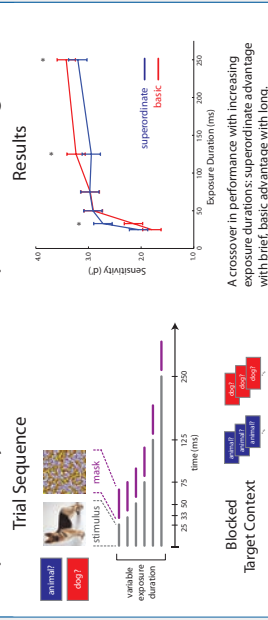 Trial Sequence
animal?
dog?
stimulus
mask
variable
exposure
duration
25 33 50 75 125 250
time (ms)
Blocked
Target Context
animal?
animal?
animal?
dog?
dog?
dog?
Results
4.0
3.0
2.0
1.0
Sensitivity (d')
*
*
*
superordinate
basic
0 50 100 150 200 250
Exposure Duration (ms)
A crossover in performance with increasing
exposure durations: superordinate advantage
with brief, basic advantage with long.